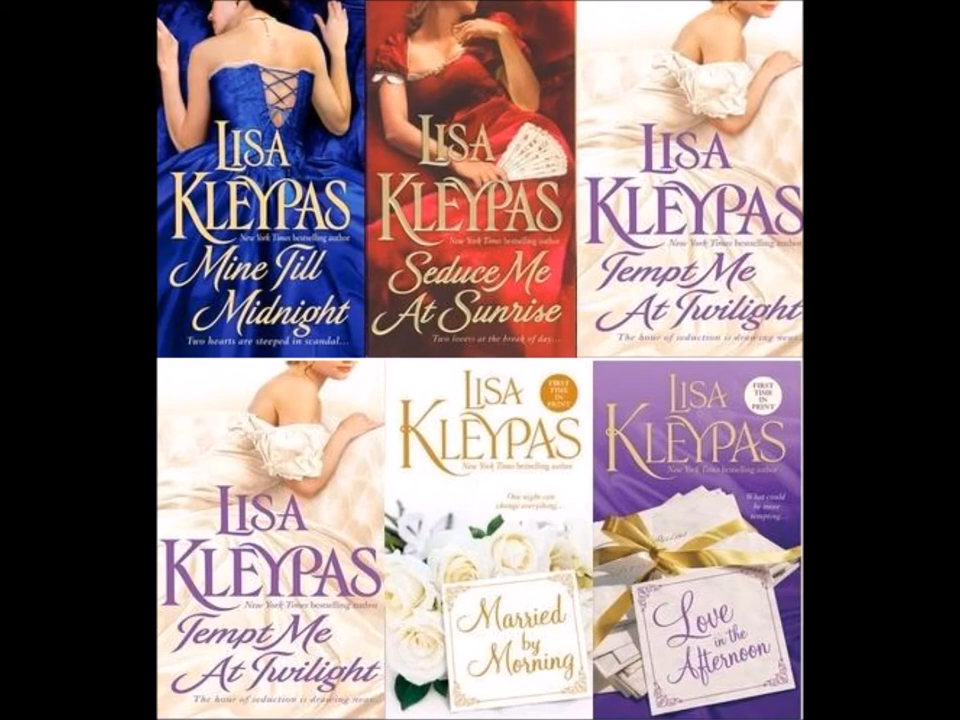 LISA
KLEYPAS
New York Times bestselling author
Mine Till
Midnight
Two hearts are steeped in scandal...
LISA
KLEYPAS
New York Times bestselling author
Seduce Me
At Sunrise
Two lovers at the break of day...
LISA
KLEYPAS
New York Times bestselling author
Tempt Me
At Twilight
The hour of seduction is drawing near
LISA
KLEYPAS
New York Times bestselling author
Tempt Me
At Twilight
The hour of seduction is drawing near...
LISA
KLEYPAS
FIRST
TIME
IN
PRINT
New York Times bestselling author
One night can
change everything...
Married
by
Morning
LISA
KLEYPAS
FIRST
TIME
IN
PRINT
New York Times bestselling author
What could
be more
tempting...
Love
in the
Afternoon